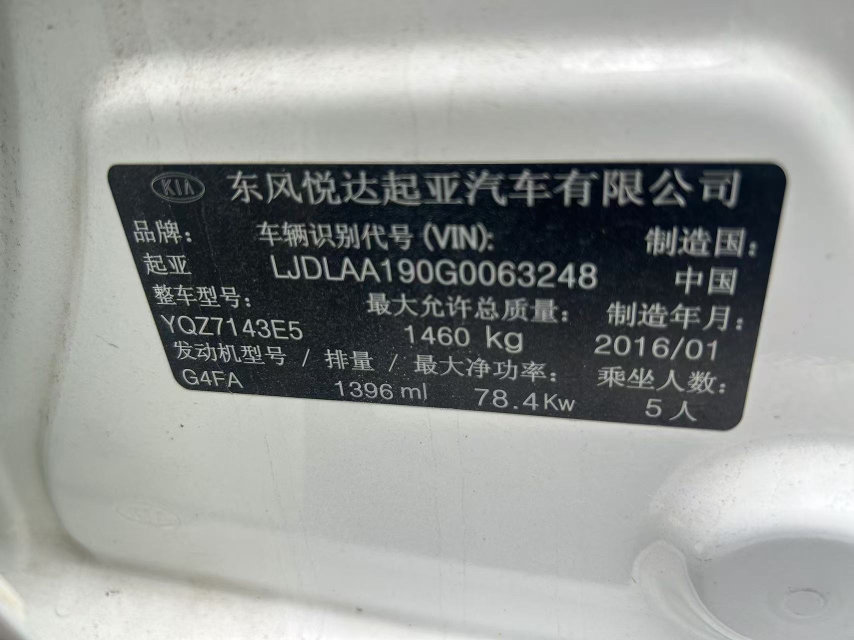 KIA 东风悦达起亚汽车有限公司
品牌: 车辆识别代号(VIN): 制造国:
起亚 LJDLAA190G0063248 中国
整车型号: 最大允许总质量: 制造年月:
YQZ7143E5 1460 kg 2016/01
发动机型号 / 排量 / 最大净功率: 乘坐人数:
G4FA 1396 ml 78.4Kw 5 人